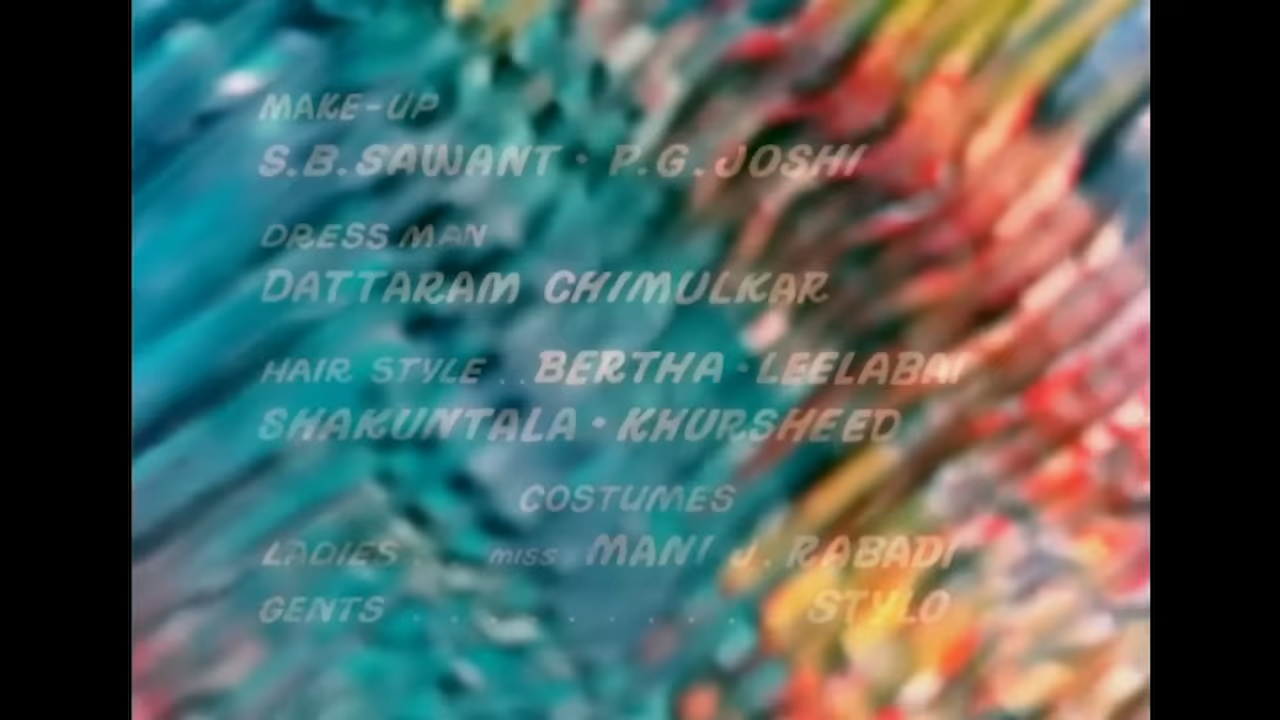 MAKE-UP
S.B.SAWANT • P.G.JOSHI
DRESS MAN
DATTARAM CHIMULKAR
HAIR STYLE .. BERTHA • LEELABAI
SHAKUNTALA • KHURSHEED
COSTUMES
LADIES . . . MISS MANI J. RABADI
GENTS . . . . . . . . . STYLO